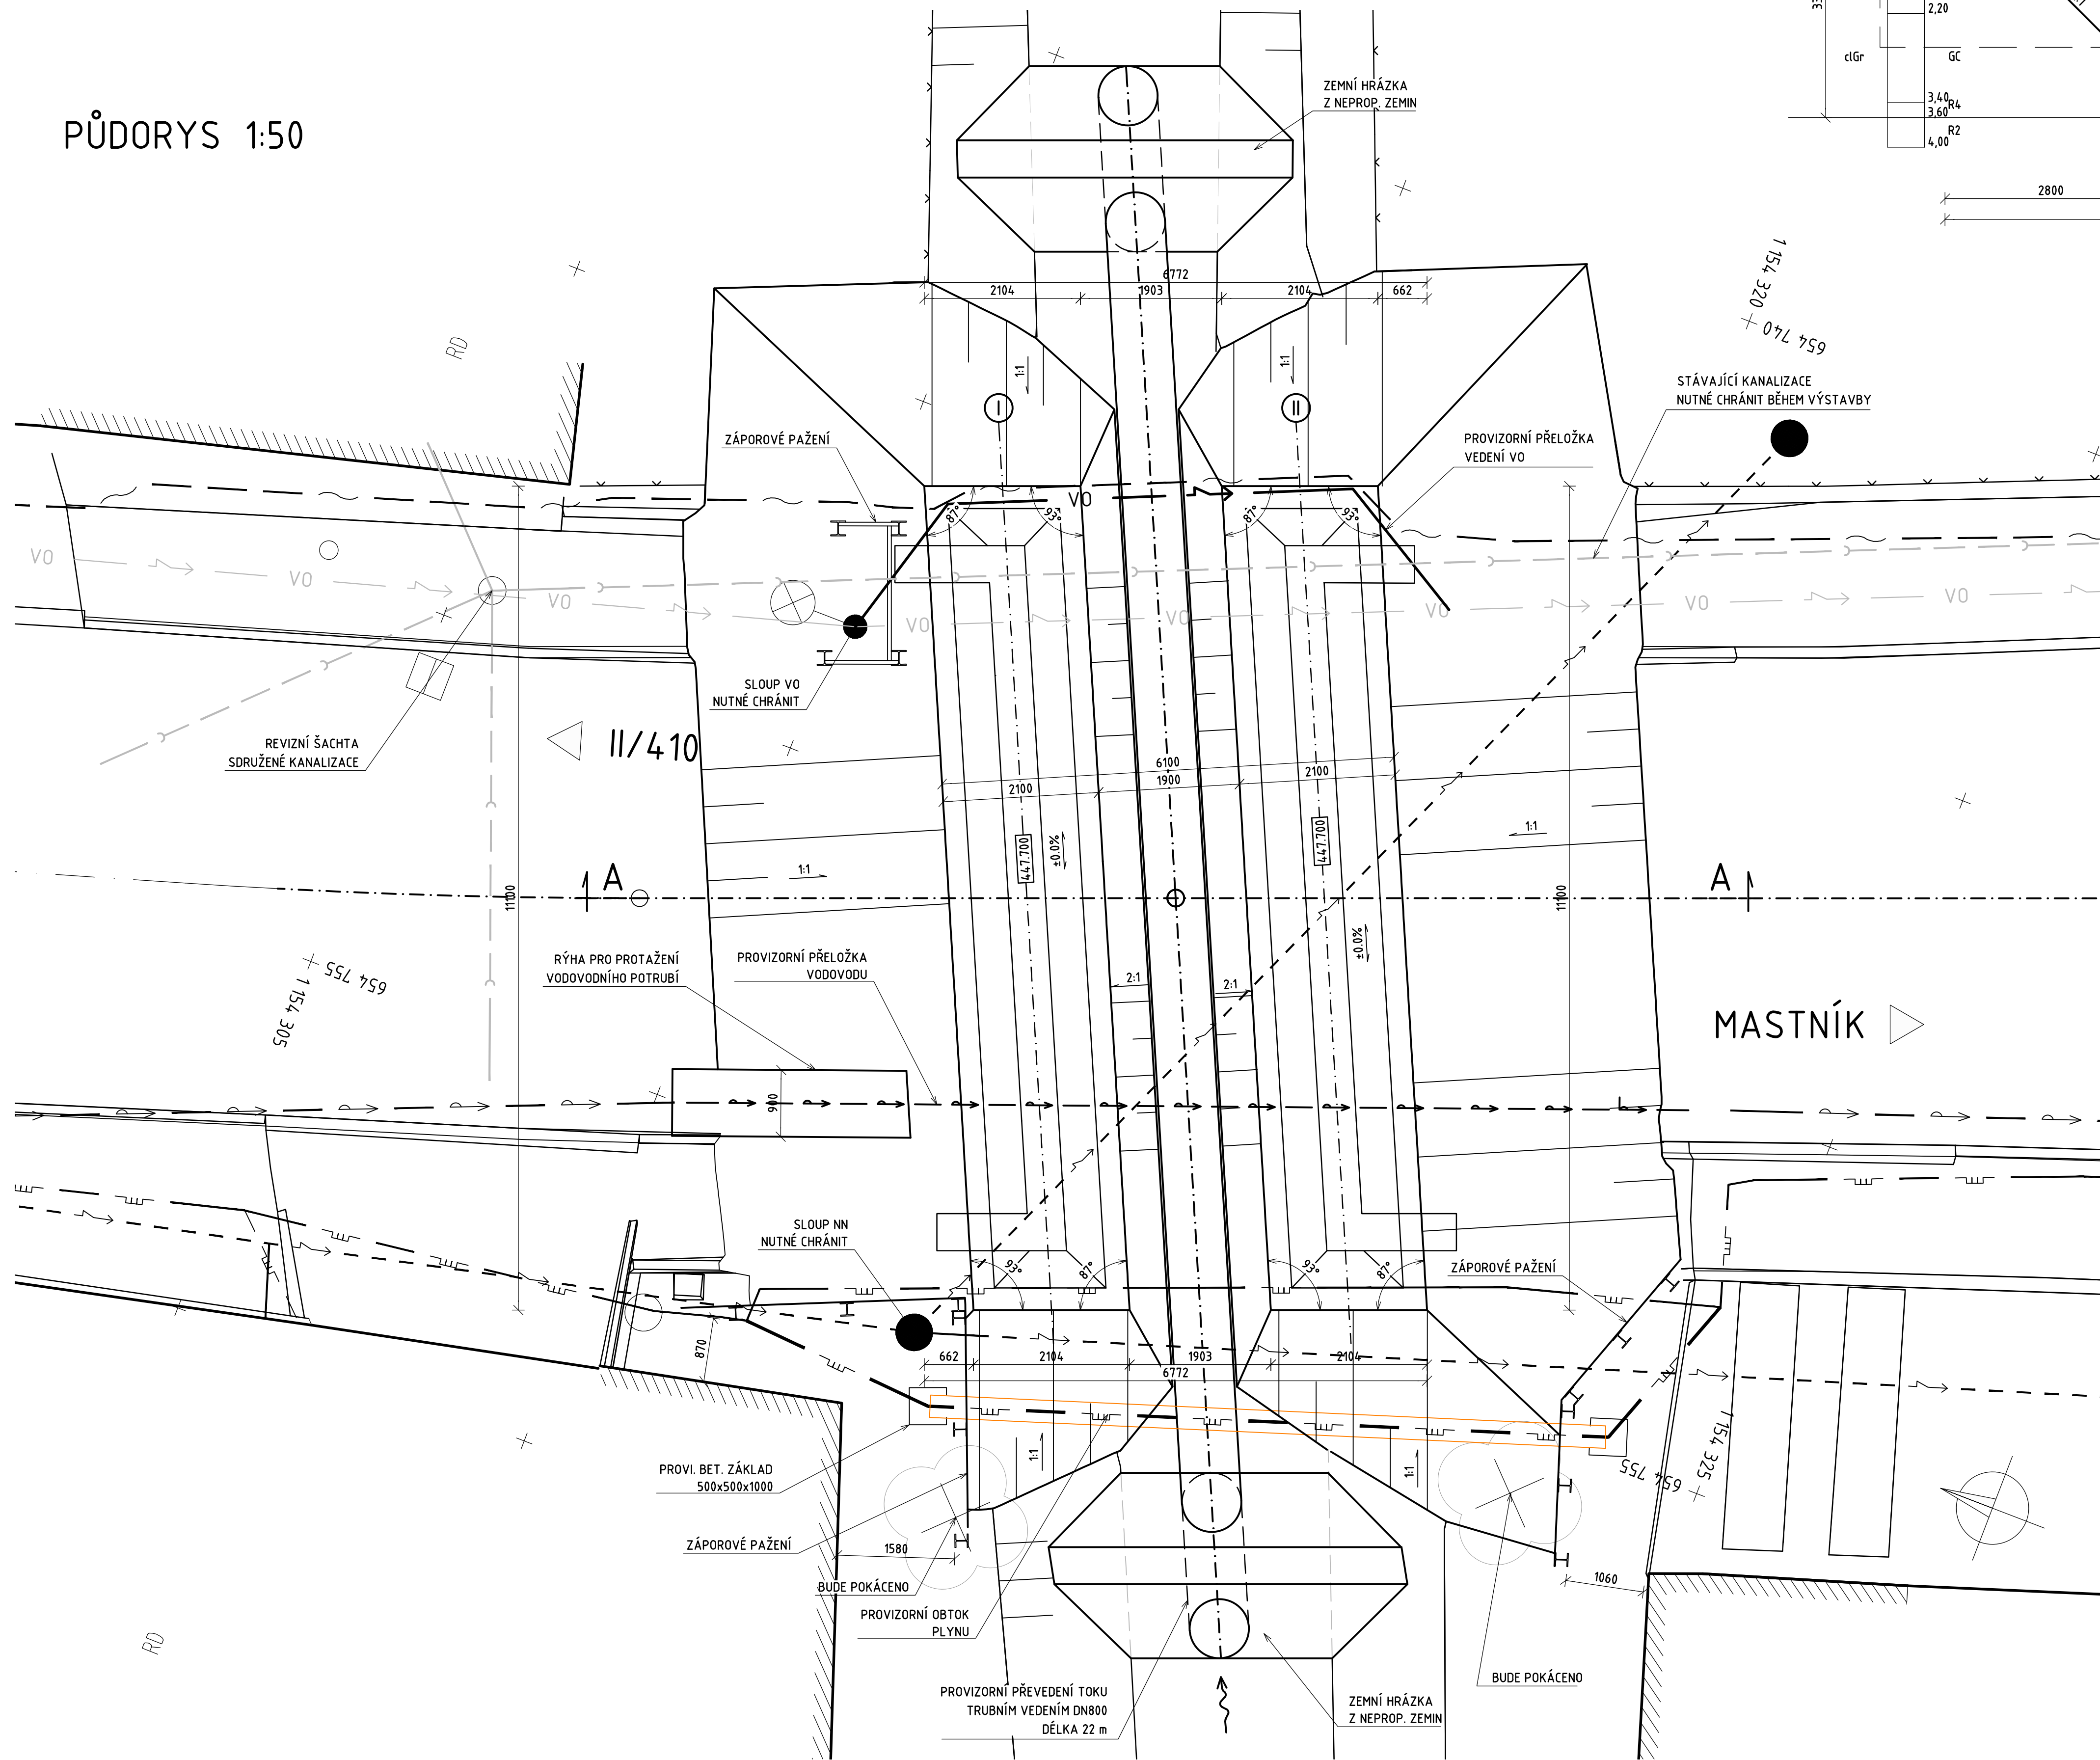 PŮDORYS 1:50
2,20
clGr
GC
3,40
R4
3,60
R2
4,00
2800
ZEMNÍ HRÁZKA
Z NEPROP. ZEMIN
6772
2104
1903
2104
662
1 154 320
654 740
RD
1:1
1:1
I
II
STÁVAJÍCÍ KANALIZACE
NUTNÉ CHRÁNIT BĚHEM VÝSTAVBY
ZÁPOROVÉ PAŽENÍ
PROVIZORNÍ PŘELOŽKA
VEDENÍ VO
VO
87°
93°
87°
93°
VO
VO
VO
VO
VO
VO
VO
VO
SLOUP VO
NUTNÉ CHRÁNIT
REVIZNÍ ŠACHTA
SDRUŽENÉ KANALIZACE
II/410
6100
2100
1900
2100
447.700
±0.0%
447.700
±0.0%
1:1
1:1
A
A
11100
11100
RÝHA PRO PROTAŽENÍ
VODOVODNÍHO POTRUBÍ
PROVIZORNÍ PŘELOŽKA
VODOVODU
654 755
1 154 305
2:1
2:1
MASTNÍK
900
SLOUP NN
NUTNÉ CHRÁNIT
93°
87°
93°
87°
ZÁPOROVÉ PAŽENÍ
870
662
2104
1903
2104
6772
PROVI. BET. ZÁKLAD
500x500x1000
1:1
1:1
654 755
1 154 325
ZÁPOROVÉ PAŽENÍ
1580
BUDE POKÁCENO
1060
PROVIZORNÍ OBTOK
PLYNU
RD
BUDE POKÁCENO
PROVIZORNÍ PŘEVEDENÍ TOKU
TRUBNÍM VEDENÍM DN800
DÉLKA 22 m
ZEMNÍ HRÁZKA
Z NEPROP. ZEMIN